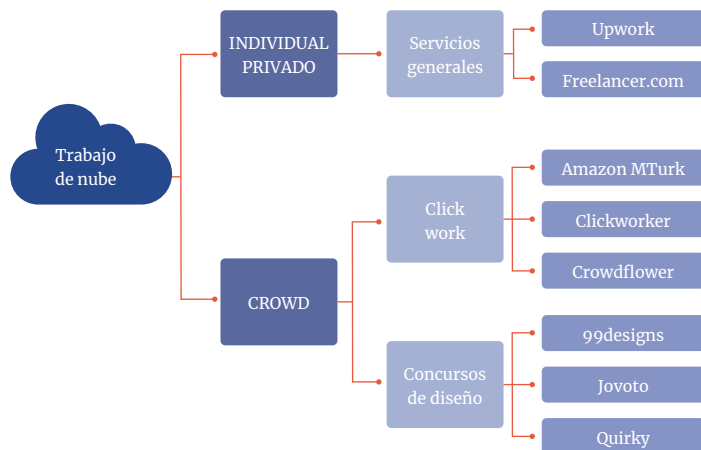 Trabajo
de nube
INDIVIDUAL
PRIVADO
Servicios
generales
Upwork
Freelancer.com
CROWD
Click
work
Amazon MTurk
Clickworker
Crowdflower
Concursos
de diseño
99designs
Jovoto
Quirky